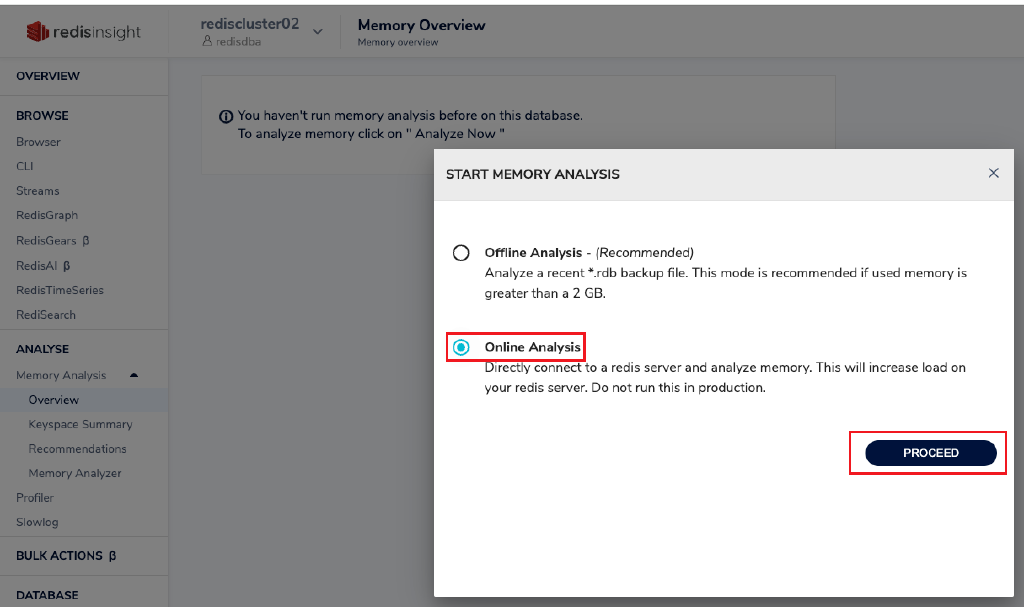 redisinsight
rediscluster02
redisdba
Memory Overview
Memory overview
OVERVIEW
BROWSE
Browser
CLI
Streams
RedisGraph
RedisGears β
RedisAI β
RedisTimeSeries
RediSearch
ANALYSE
Memory Analysis
Overview
Keyspace Summary
Recommendations
Memory Analyzer
Profiler
Slowlog
BULK ACTIONS β
DATABASE
You haven't run memory analysis before on this database.
To analyze memory click on " Analyze Now "
START MEMORY ANALYSIS
Offline Analysis - (Recommended)
Analyze a recent *.rdb backup file. This mode is recommended if used memory is
greater than a 2 GB.
Online Analysis
Directly connect to a redis server and analyze memory. This will increase load on
your redis server. Do not run this in production.
PROCEED